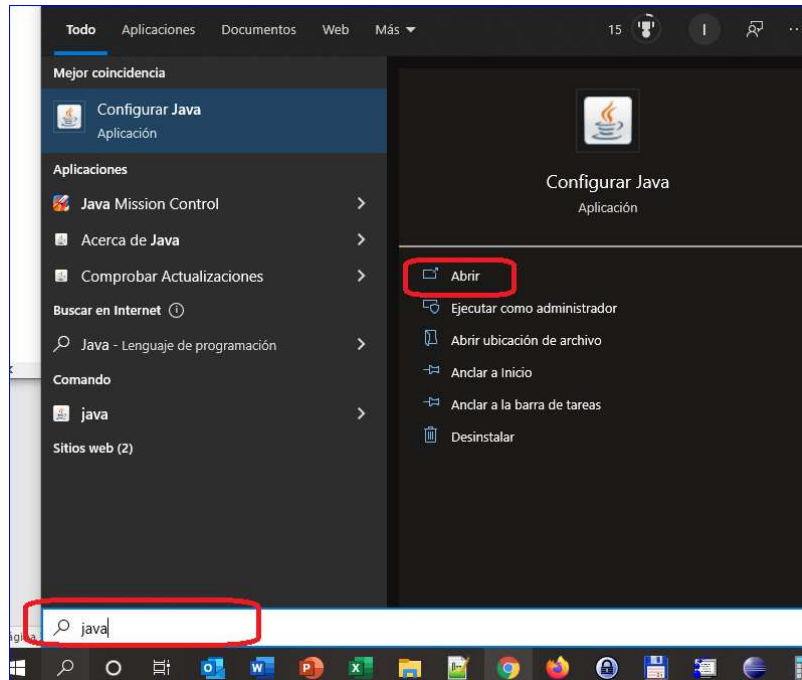 Todo Aplicaciones Documentos Web Más 15 I
Mejor coincidencia
Configurar Java
Aplicación
Aplicaciones
Java Mission Control
Acerca de Java
Comprobar Actualizaciones
Buscar en Internet
Java - Lenguaje de programación
Comando
java
Sitios web (2)
Configurar Java
Aplicación
Abrir
Ejecutar como administrador
Abrir ubicación de archivo
Anclar a Inicio
Anclar a la barra de tareas
Desinstalar
java